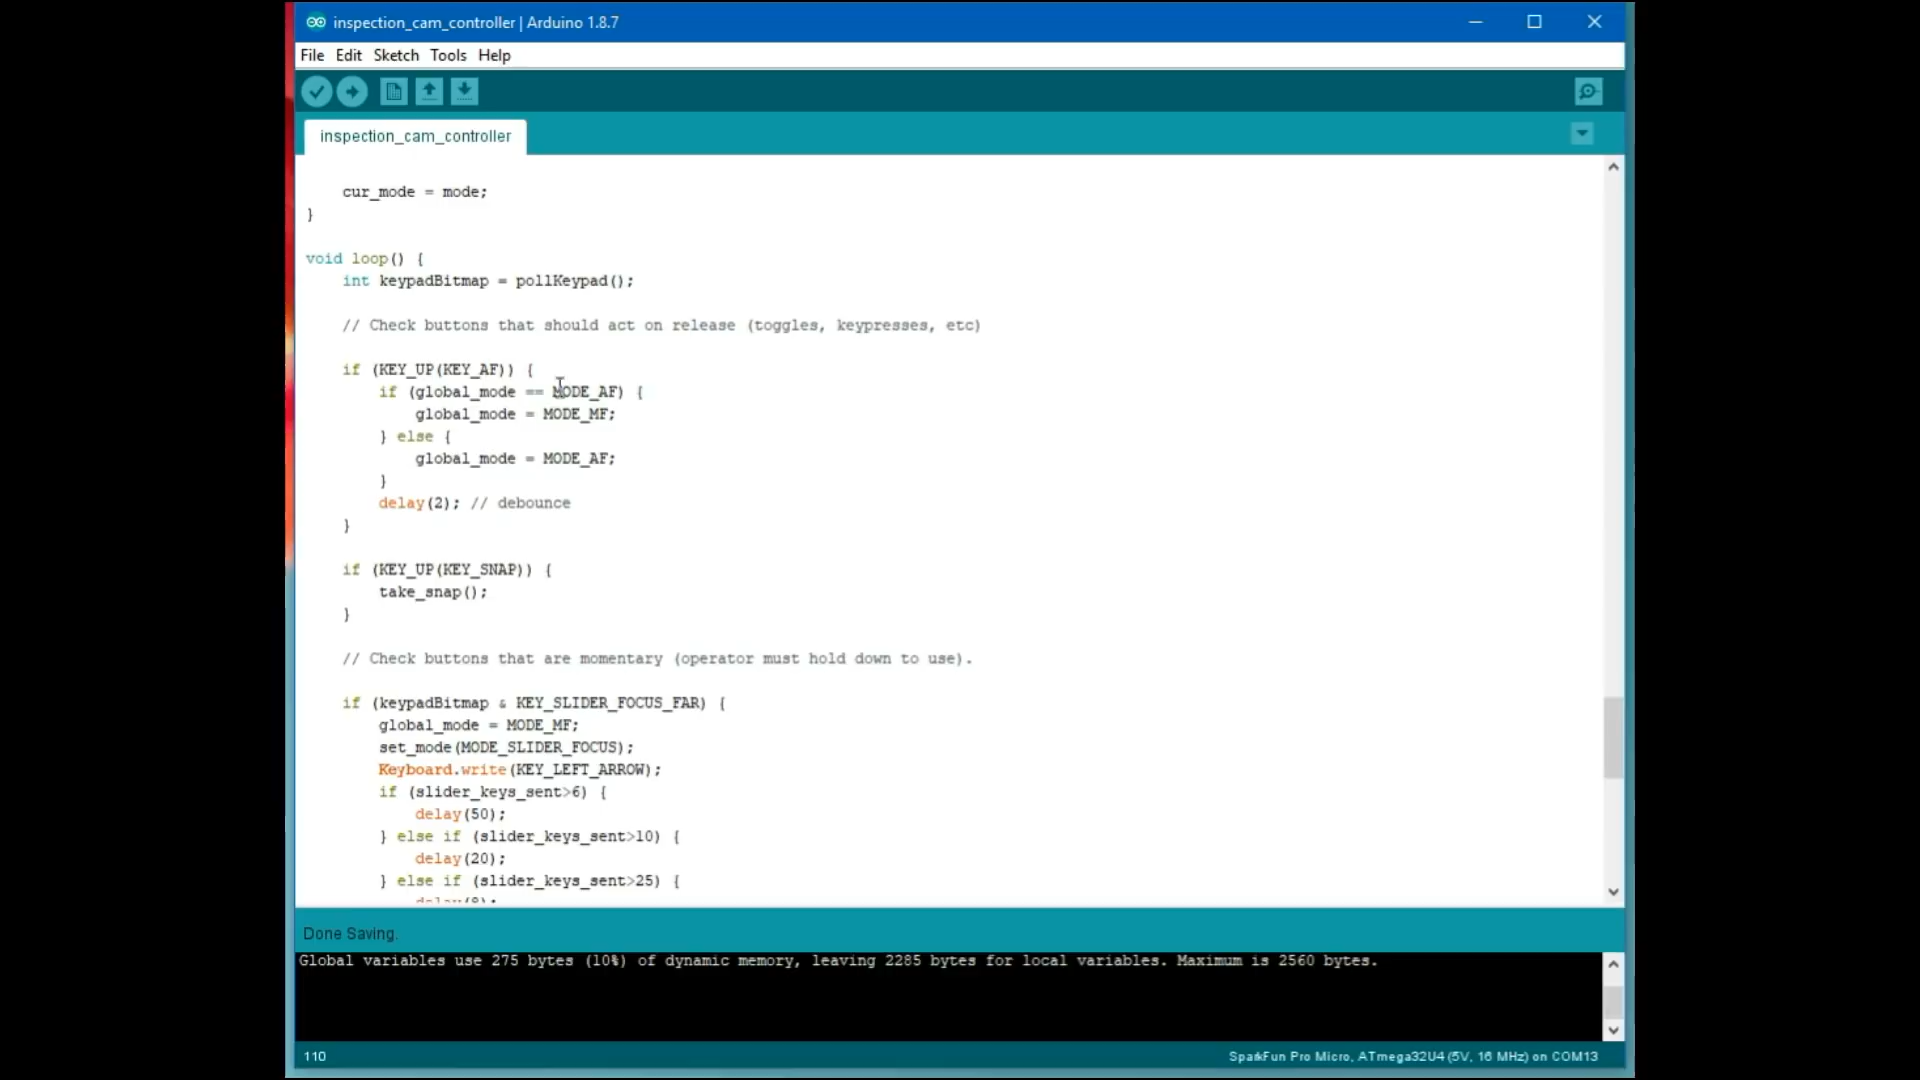 inspection_cam_controller | Arduino 1.8.7
File Edit Sketch Tools Help
inspection_cam_controller
cur_mode = mode;
}
void loop() {
int keypadBitmap = pollKeypad();
// Check buttons that should act on release (toggles, keypresses, etc)
if (KEY_UP(KEY_AF)) {
if (global_mode == MODE_AF) {
global_mode = MODE_MF;
} else {
global_mode = MODE_AF;
}
delay(2); // debounce
}
if (KEY_UP(KEY_SNAP)) {
take_snap();
}
// Check buttons that are momentary (operator must hold down to use).
if (keypadBitmap & KEY_SLIDER_FOCUS_FAR) {
global_mode = MODE_MF;
set_mode(MODE_SLIDER_FOCUS);
Keyboard.write(KEY_LEFT_ARROW);
if (slider_keys_sent>6) {
delay(50);
} else if (slider_keys_sent>10) {
delay(20);
} else if (slider_keys_sent>25) {
Done Saving.
Global variables use 275 bytes (10%) of dynamic memory, leaving 2285 bytes for local variables. Maximum is 2560 bytes.
110
SparkFun Pro Micro, ATmega32U4 (5V, 16 MHz) on COM13